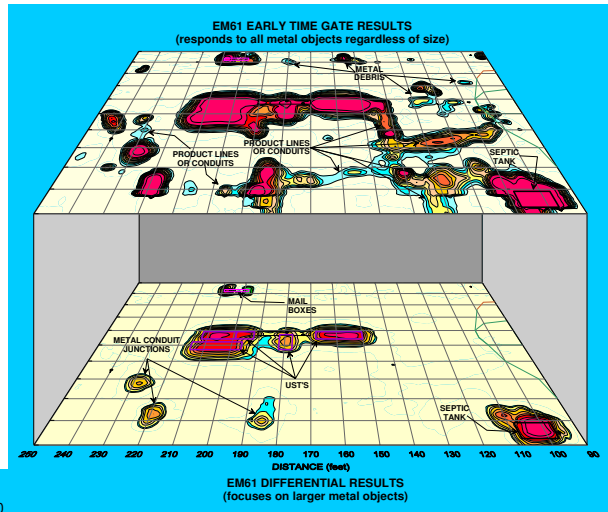 EM61 EARLY TIME GATE RESULTS
(responds to all metal objects regardless of size)
METAL
DEBRIS
PRODUCT LINES
OR CONDUITS
PRODUCT LINES
OR CONDUITS
SEPTIC
TANK
MAIL
BOXES
METAL CONDUIT
JUNCTIONS
UST'S
SEPTIC
TANK
260 250 240 230 220 210 200 190 180 170 160 150 140 130 120 110 100 90
DISTANCE (feet)
EM61 DIFFERENTIAL RESULTS
(focuses on larger metal objects)
0